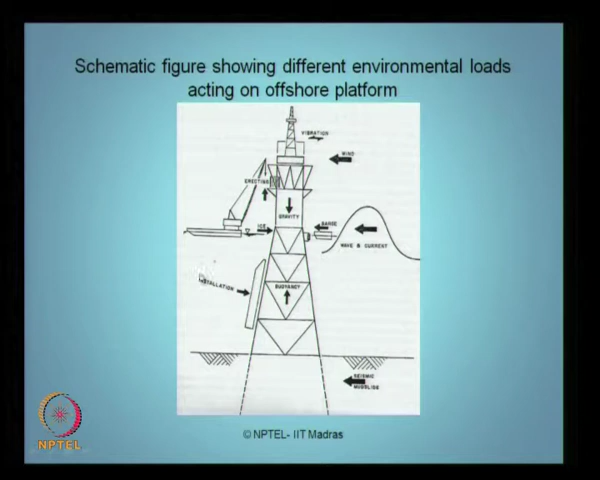 Schematic figure showing different environmental loads
acting on offshore platform
VIBRATION
WIND
ERECTING
GRAVITY
ICE
BARGE
WAVE & CURRENT
INSTALLATION
BUOYANCY
SEISMIC
MUDSLIDE
NPTEL
© NPTEL- IIT Madras